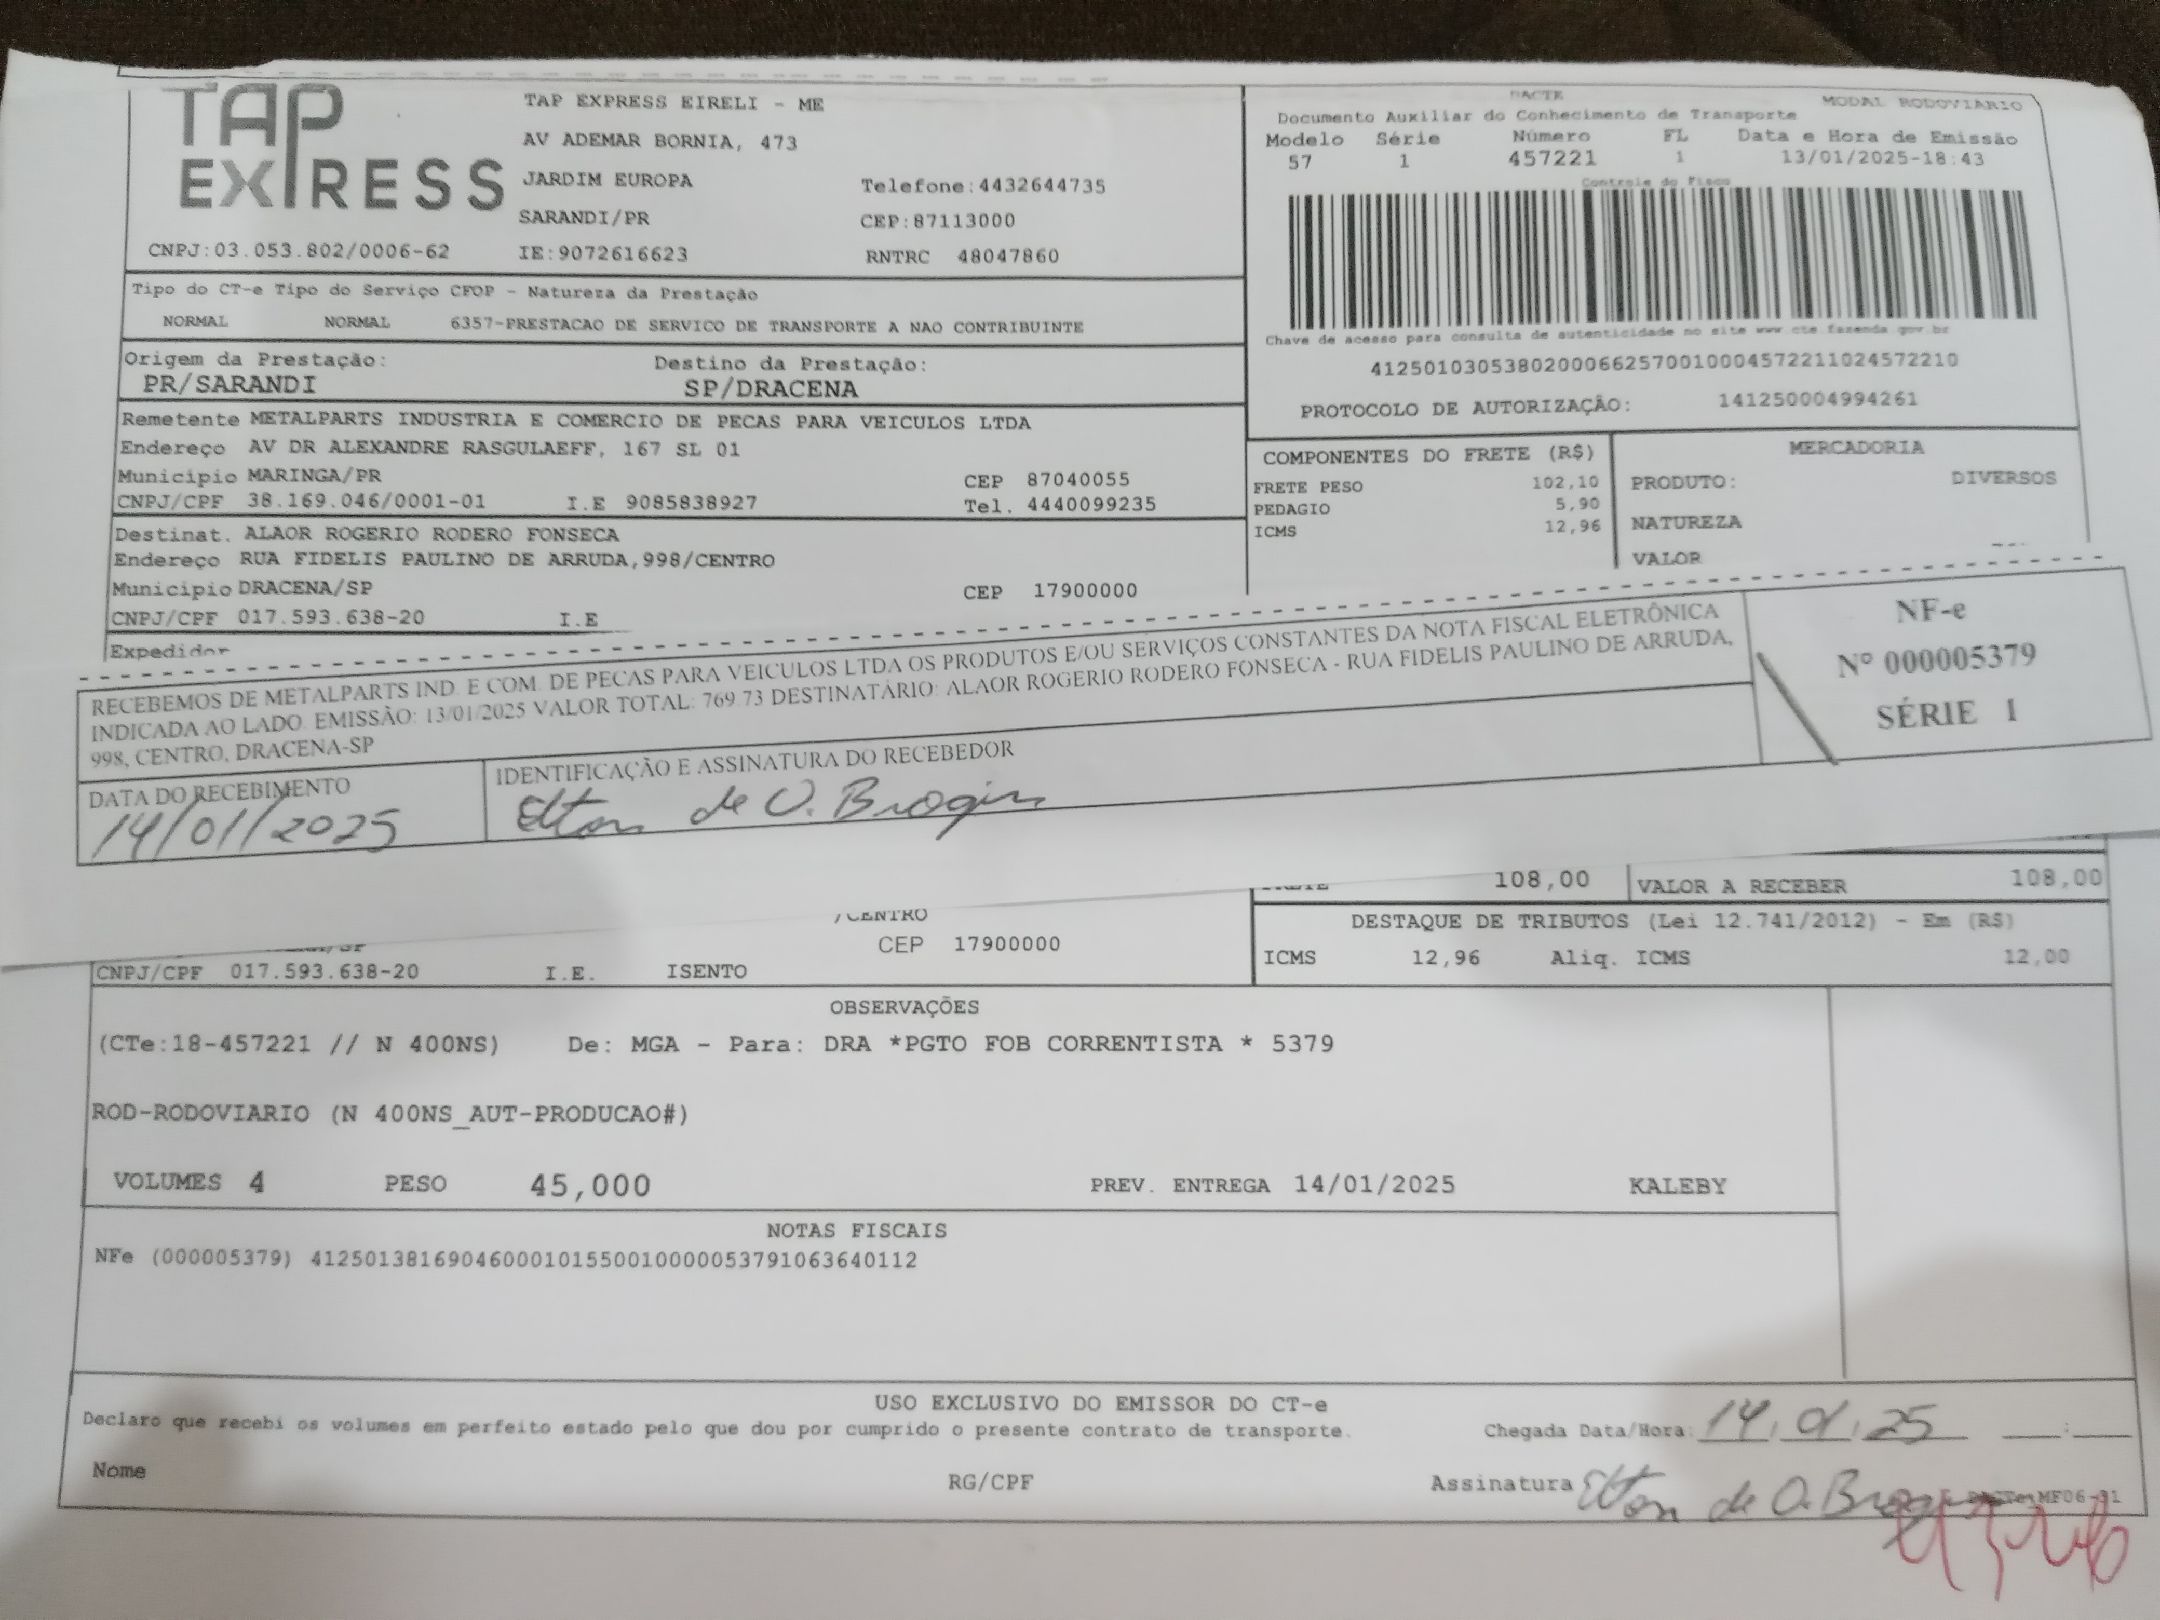 TAP EXPRESS
TAP EXPRESS EIRELI - ME
AV ADEMAR BORNIA, 473
JARDIM EUROPA Telefone:4432644735
SARANDI/PR CEP:87113000
CNPJ:03.053.802/0006-62 IE:9072616623 RNTRC 48047860
DACTE MODAL RODOVIARIO
Documento Auxiliar do Conhecimento de Transporte
Modelo Série Número FL Data e Hora de Emissão
57 1 457221 1 13/01/2025-18:43
Controle do Fisco
Chave de acesso para consulta de autenticidade no site www.cte.fazenda.gov.br
41250103053802000662570010004572211024572210
PROTOCOLO DE AUTORIZAÇÃO: 141250004994261
Tipo do CT-e Tipo do Serviço CFOP - Natureza da Prestação
NORMAL NORMAL 6357-PRESTACAO DE SERVICO DE TRANSPORTE A NAO CONTRIBUINTE
Origem da Prestação: Destino da Prestação:
PR/SARANDI SP/DRACENA
Remetente METALPARTS INDUSTRIA E COMERCIO DE PECAS PARA VEICULOS LTDA
Endereço AV DR ALEXANDRE RASGULAEFF, 167 SL 01
Municipio MARINGA/PR CEP 87040055
CNPJ/CPF 38.169.046/0001-01 I.E 9085838927 Tel. 4440099235
Destinat. ALAOR ROGERIO RODERO FONSECA
Endereço RUA FIDELIS PAULINO DE ARRUDA,998/CENTRO
Municipio DRACENA/SP CEP 17900000
CNPJ/CPF 017.593.638-20 I.E
Expedidor
COMPONENTES DO FRETE (R$)
FRETE PESO 102,10
PEDAGIO 5,90
ICMS 12,96
MERCADORIA
PRODUTO: DIVERSOS
NATUREZA
VALOR
RECEBEMOS DE METALPARTS IND. E COM. DE PECAS PARA VEICULOS LTDA OS PRODUTOS E/OU SERVIÇOS CONSTANTES DA NOTA FISCAL ELETRÔNICA
INDICADA AO LADO. EMISSÃO: 13/01/2025 VALOR TOTAL: 769.73 DESTINATÁRIO: ALAOR ROGERIO RODERO FONSECA - RUA FIDELIS PAULINO DE ARRUDA,
998, CENTRO, DRACENA-SP
NF-e
Nº 000005379
SÉRIE 1
DATA DO RECEBIMENTO
14/01/2025
IDENTIFICAÇÃO E ASSINATURA DO RECEBEDOR
Elton de O. Brogin
FRETE 108,00 VALOR A RECEBER 108,00
/CENTRO
CEP 17900000
CNPJ/CPF 017.593.638-20 I.E. ISENTO
DESTAQUE DE TRIBUTOS (Lei 12.741/2012) - Em (R$)
ICMS 12,96 Aliq. ICMS 12,00
OBSERVAÇÕES
(CTe:18-457221 // N 400NS) De: MGA - Para: DRA *PGTO FOB CORRENTISTA * 5379
ROD-RODOVIARIO (N 400NS_AUT-PRODUCAO#)
VOLUMES 4 PESO 45,000 PREV. ENTREGA 14/01/2025 KALEBY
NOTAS FISCAIS
NFe (000005379) 41250138169046000101550010000053791063640112
USO EXCLUSIVO DO EMISSOR DO CT-e
Declaro que recebi os volumes em perfeito estado pelo que dou por cumprido o presente contrato de transporte.
Chegada Data/Hora: 14/01/25 __:__
Nome RG/CPF Assinatura Elton de O. Brogin